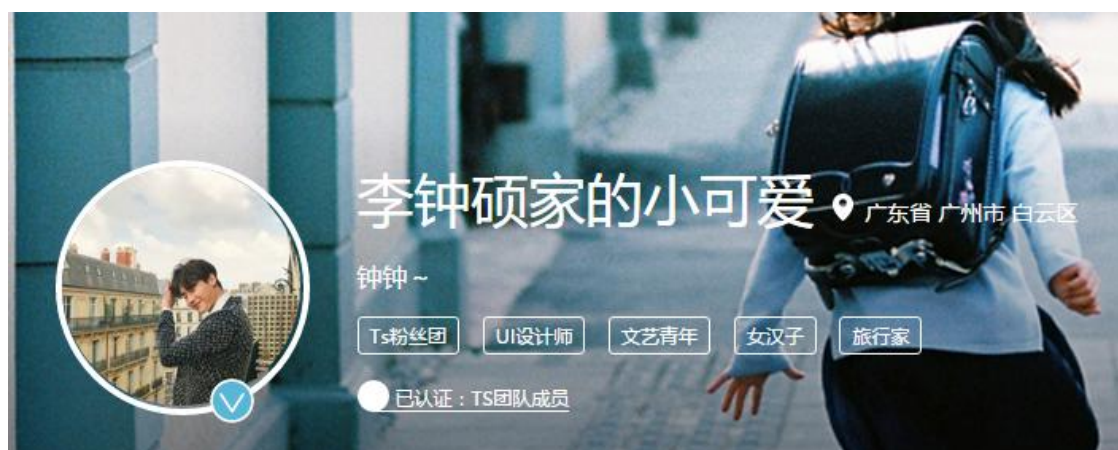 李钟硕家的小可爱 广东省 广州市 白云区
钟钟~
Ts粉丝团 UI设计师 文艺青年 女汉子 旅行家
已认证：TS团队成员